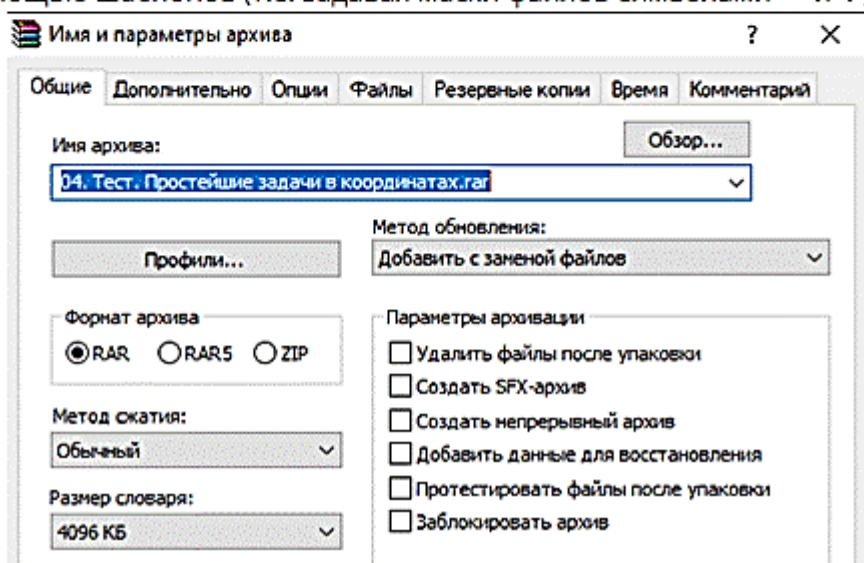 Имя и параметры архива ? ×
Общие Дополнительно Опции Файлы Резервные копии Время Комментарий
Обзор...
Имя архива:
04. Тест. Простейшие задачи в координатах.rar
Метод обновления:
Профили...
Добавить с заменой файлов
Формат архива
Параметры архивации
RAR RAR5 ZIP
Удалить файлы после упаковки
Создать SFX-архив
Метод сжатия:
Создать непрерывный архив
Обычный
Добавить данные для восстановления
Размер словаря:
Протестировать файлы после упаковки
4096 КБ
Заблокировать архив